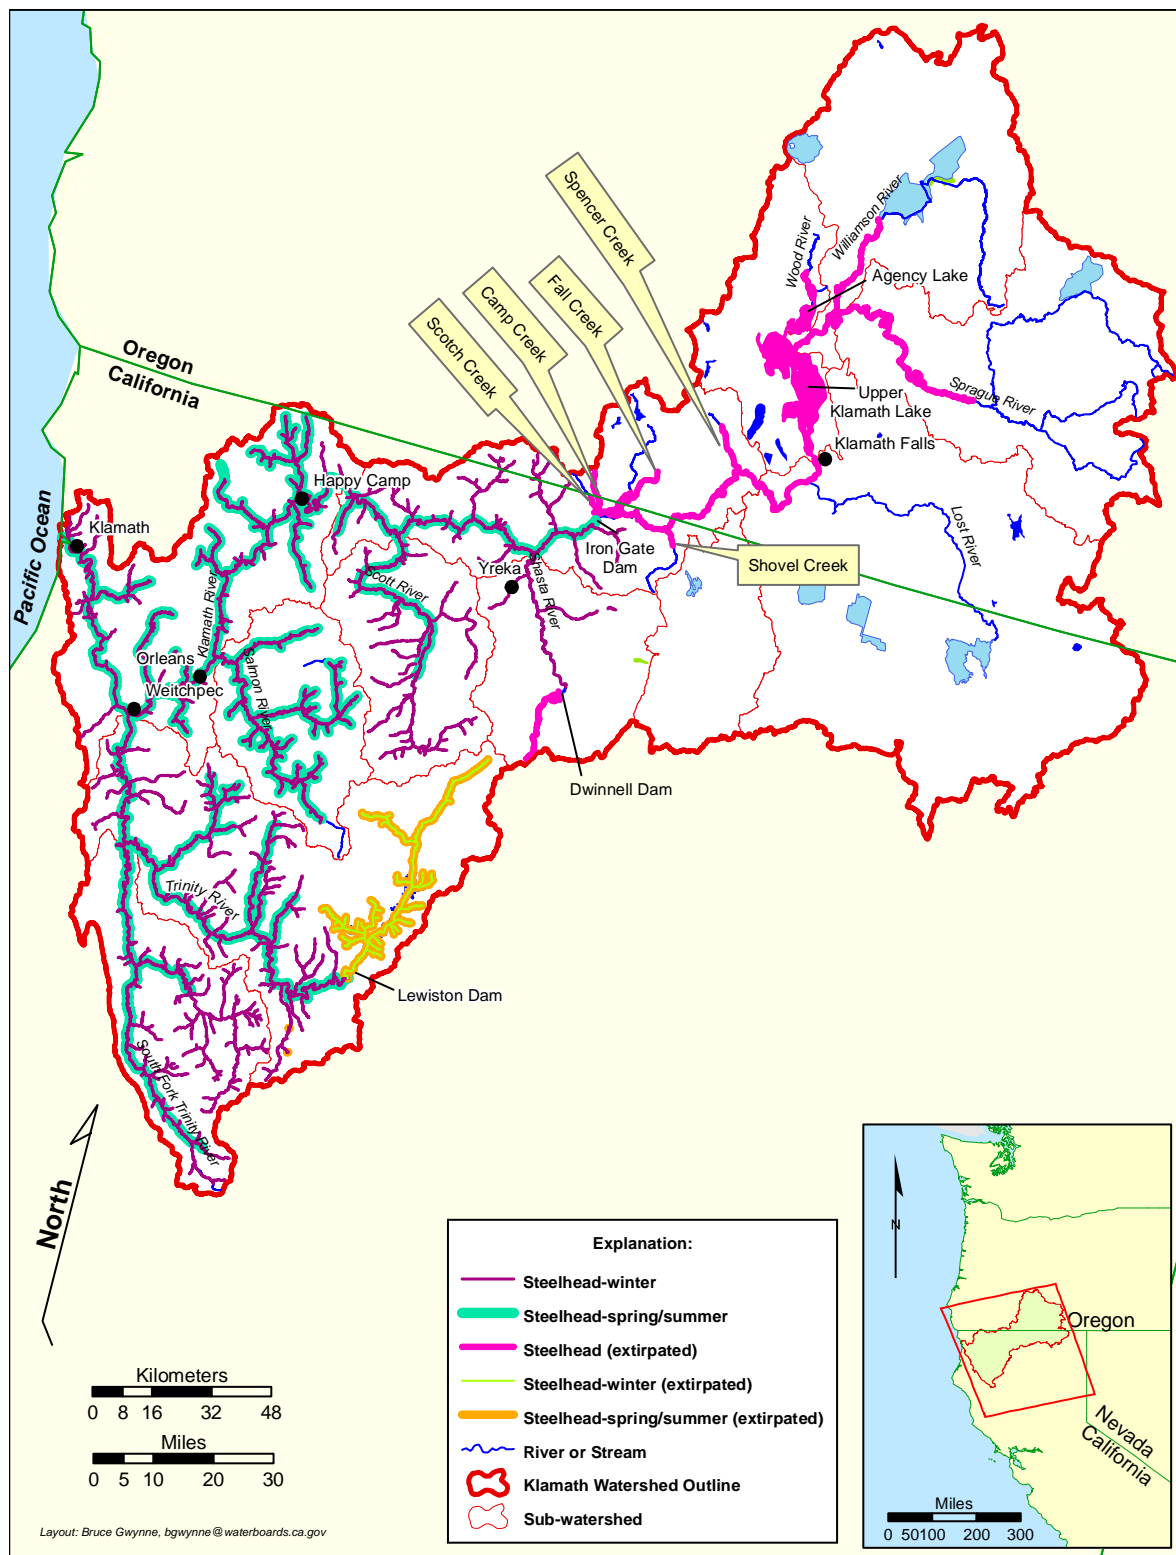 Spencer Creek
Fall Creek
Camp Creek
Scotch Creek
Wood River
Williamson River
Agency Lake
Oregon
California
Upper
Klamath Lake
Sprague River
Klamath Falls
Happy Camp
Pacific Ocean
Klamath
Lost River
Iron Gate
Dam
Shovel Creek
Yreka
Shasta River
Scott River
Klamath River
Orleans
Salmon River
Weitchpec
Dwinnell Dam
Trinity River
Lewiston Dam
South Fork Trinity River
North
Kilometers
0 8 16 32 48
Miles
0 5 10 20 30
Layout: Bruce Gwynne, bgwynne@waterboards.ca.gov
Explanation:
Steelhead-winter
Steelhead-spring/summer
Steelhead (extirpated)
Steelhead-winter (extirpated)
Steelhead-spring/summer (extirpated)
River or Stream
Klamath Watershed Outline
Sub-watershed
N
Oregon
Nevada
California
Miles
0 50 100 200 300